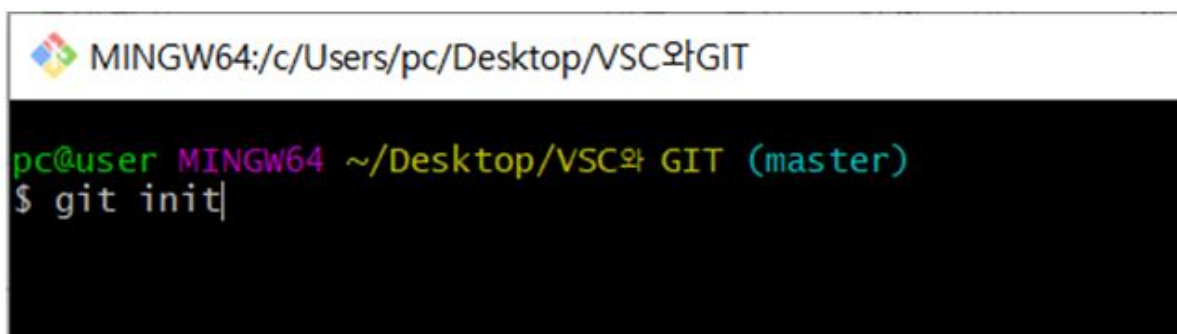 MINGW64:/c/Users/pc/Desktop/VSC와GIT
pc@user MINGW64 ~/Desktop/VSC와 GIT (master)
$ git init